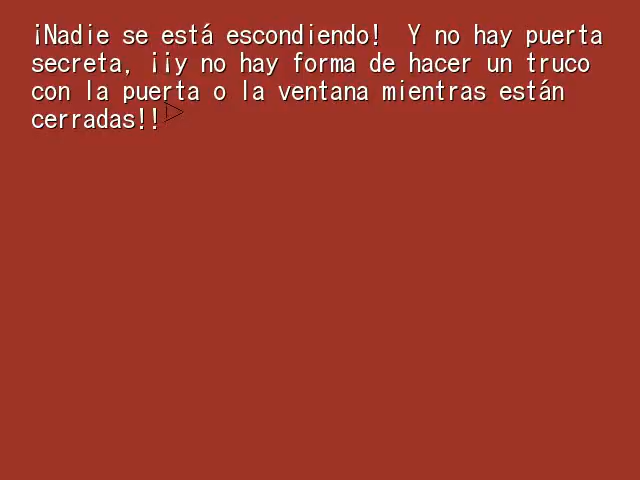 ¡Nadie se está escondiendo!  Y no hay puerta
secreta, ¡¡y no hay forma de hacer un truco
con la puerta o la ventana mientras están
cerradas!!